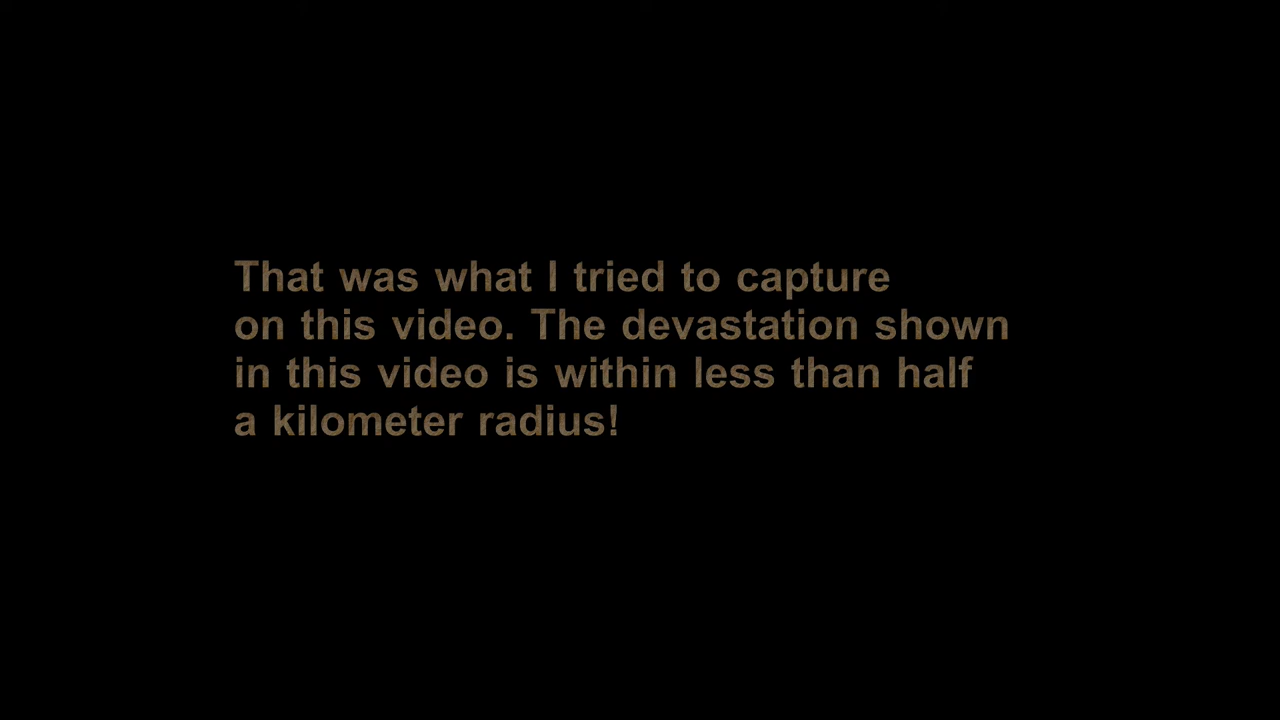 That was what I tried to capture
on this video. The devastation shown
in this video is within less than half
a kilometer radius!